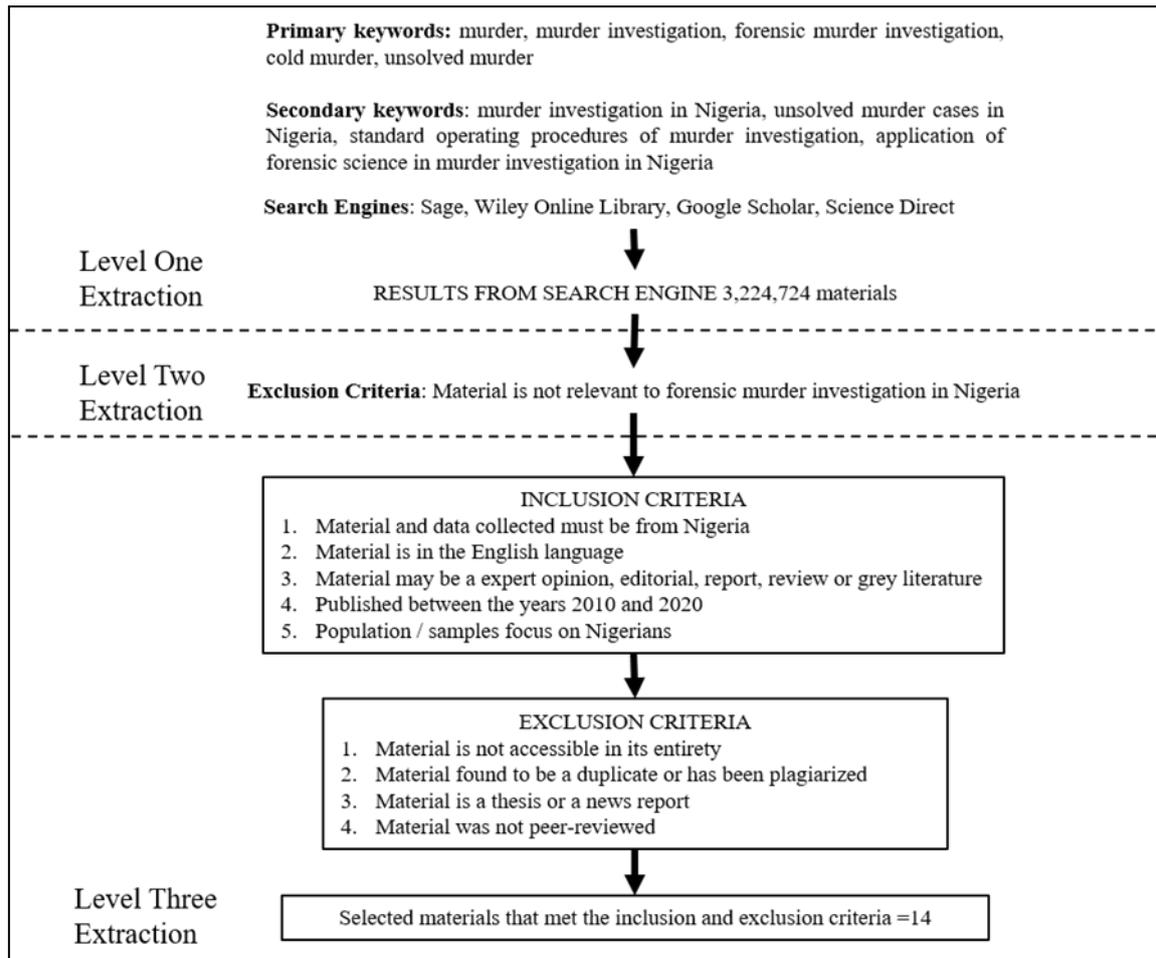 Primary keywords: murder, murder investigation, forensic murder investigation,
cold murder, unsolved murder
Secondary keywords: murder investigation in Nigeria, unsolved murder cases in
Nigeria, standard operating procedures of murder investigation, application of
forensic science in murder investigation in Nigeria
Search Engines: Sage, Wiley Online Library, Google Scholar, Science Direct
Level One
Extraction
RESULTS FROM SEARCH ENGINE 3,224,724 materials
Level Two
Extraction
Exclusion Criteria: Material is not relevant to forensic murder investigation in Nigeria
INCLUSION CRITERIA
1. Material and data collected must be from Nigeria
2. Material is in the English language
3. Material may be a expert opinion, editorial, report, review or grey literature
4. Published between the years 2010 and 2020
5. Population / samples focus on Nigerians
EXCLUSION CRITERIA
1. Material is not accessible in its entirety
2. Material found to be a duplicate or has been plagiarized
3. Material is a thesis or a news report
4. Material was not peer-reviewed
Level Three
Extraction
Selected materials that met the inclusion and exclusion criteria =14